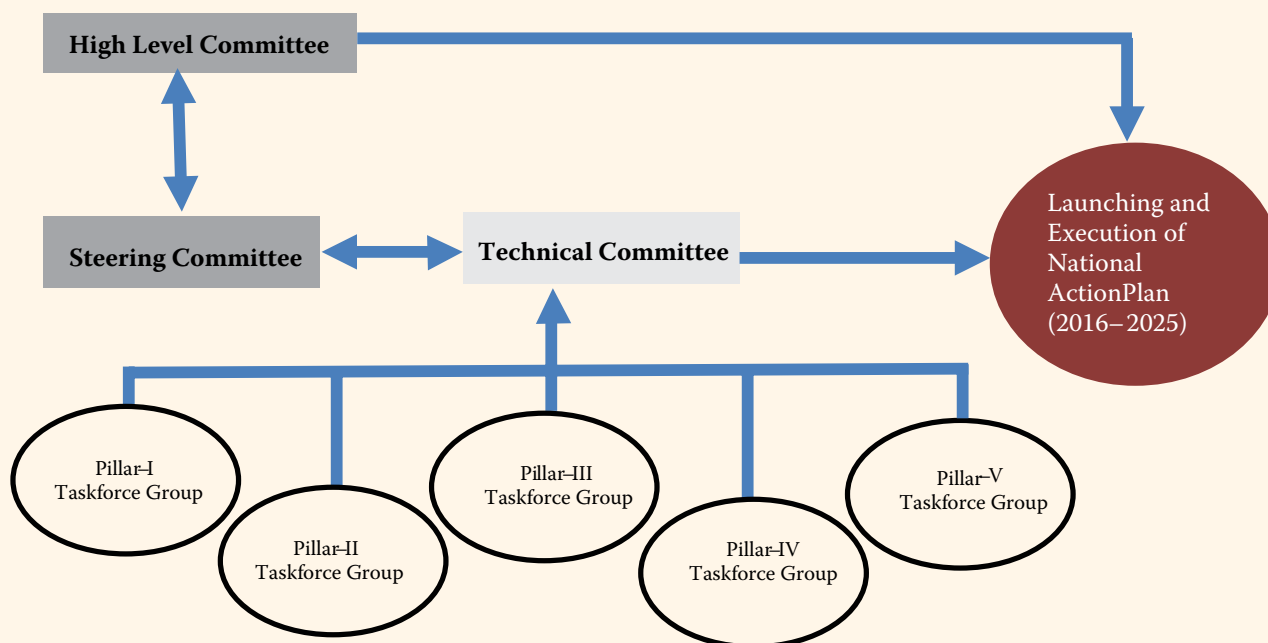 High Level Committee
Steering Committee
Technical Committee
Launching and
Execution of
National
ActionPlan
(2016–2025)
Pillar–I
Taskforce Group
Pillar–II
Taskforce Group
Pillar–III
Taskforce Group
Pillar–IV
Taskforce Group
Pillar–V
Taskforce Group